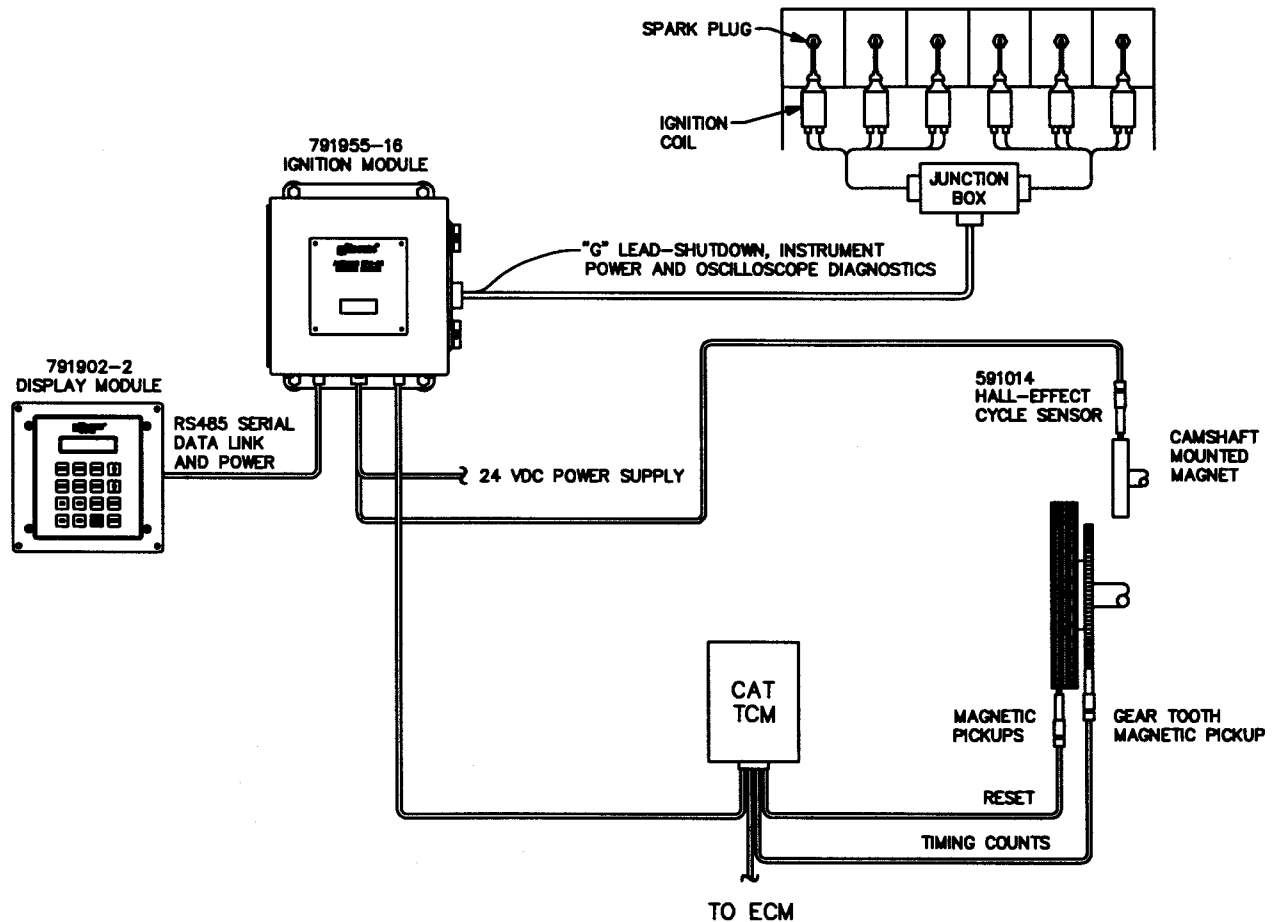 SPARK PLUG
IGNITION
COIL
791955-16
IGNITION MODULE
JUNCTION
BOX
"G" LEAD-SHUTDOWN, INSTRUMENT
POWER AND OSCILLOSCOPE DIAGNOSTICS
791902-2
DISPLAY MODULE
RS485 SERIAL
DATA LINK
AND POWER
591014
HALL-EFFECT
CYCLE SENSOR
CAMSHAFT
MOUNTED
MAGNET
24 VDC POWER SUPPLY
CAT
TCM
MAGNETIC
PICKUPS
GEAR TOOTH
MAGNETIC PICKUP
RESET
TIMING COUNTS
TO ECM